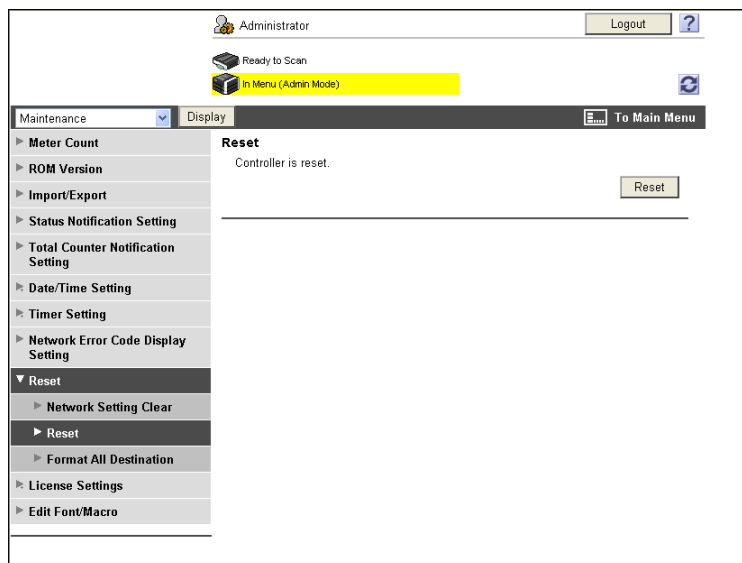 Administrator
Logout
?
Ready to Scan
In Menu (Admin Mode)
Maintenance
Display
To Main Menu
Meter Count
ROM Version
Import/Export
Status Notification Setting
Total Counter Notification
Setting
Date/Time Setting
Timer Setting
Network Error Code Display
Setting
Reset
Network Setting Clear
Reset
Format All Destination
License Settings
Edit Font/Macro
Reset
Controller is reset.
Reset